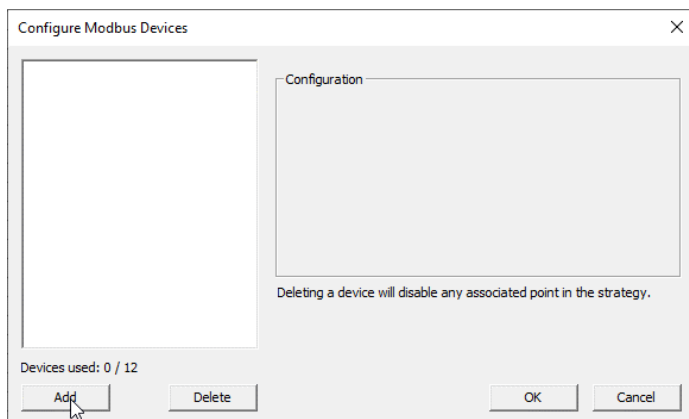 Configure Modbus Devices
Configuration
Deleting a device will disable any associated point in the strategy.
Devices used: 0 / 12
Add
Delete
OK
Cancel